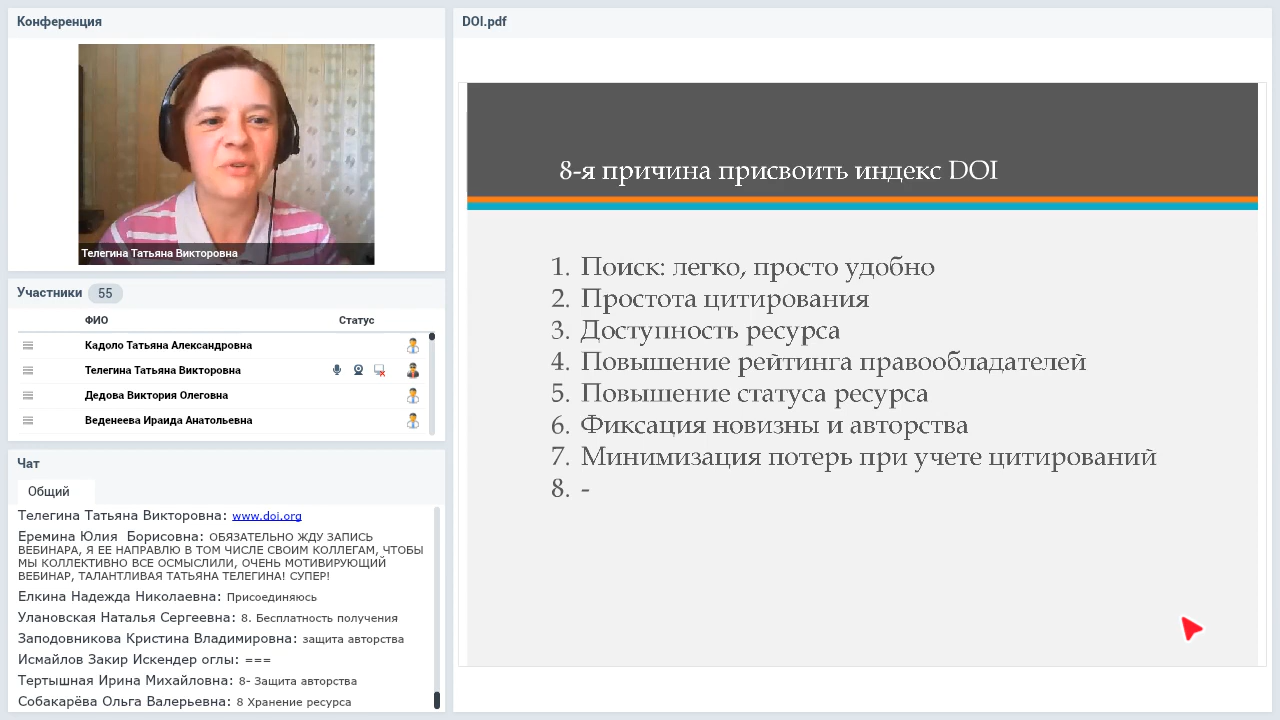 Конференция
Телегина Татьяна Викторовна
Участники 55
ФИО Статус
Кадоло Татьяна Александровна
Телегина Татьяна Викторовна
Дедова Виктория Олеговна
Веденеева Ираида Анатольевна
Чат
Общий
Телегина Татьяна Викторовна: www.doi.org
Еремина Юлия Борисовна: ОБЯЗАТЕЛЬНО ЖДУ ЗАПИСЬ
ВЕБИНАРА, Я ЕЕ НАПРАВЛЮ В ТОМ ЧИСЛЕ СВОИМ КОЛЛЕГАМ, ЧТОБЫ
МЫ КОЛЛЕКТИВНО ВСЕ ОСМЫСЛИЛИ, ОЧЕНЬ МОТИВИРУЮЩИЙ
ВЕБИНАР, ТАЛАНТЛИВАЯ ТАТЬЯНА ТЕЛЕГИНА! СУПЕР!
Елкина Надежда Николаевна: Присоединяюсь
Улановская Наталья Сергеевна: 8. Бесплатность получения
Заподовникова Кристина Владимировна: защита авторства
Исмайлов Закир Искендер оглы: ===
Тертышная Ирина Михайловна: 8- Защита авторства
Собакарёва Ольга Валерьевна: 8 Хранение ресурса
DOI.pdf
8-я причина присвоить индекс DOI
1. Поиск: легко, просто удобно
2. Простота цитирования
3. Доступность ресурса
4. Повышение рейтинга правообладателей
5. Повышение статуса ресурса
6. Фиксация новизны и авторства
7. Минимизация потерь при учете цитирований
8. -